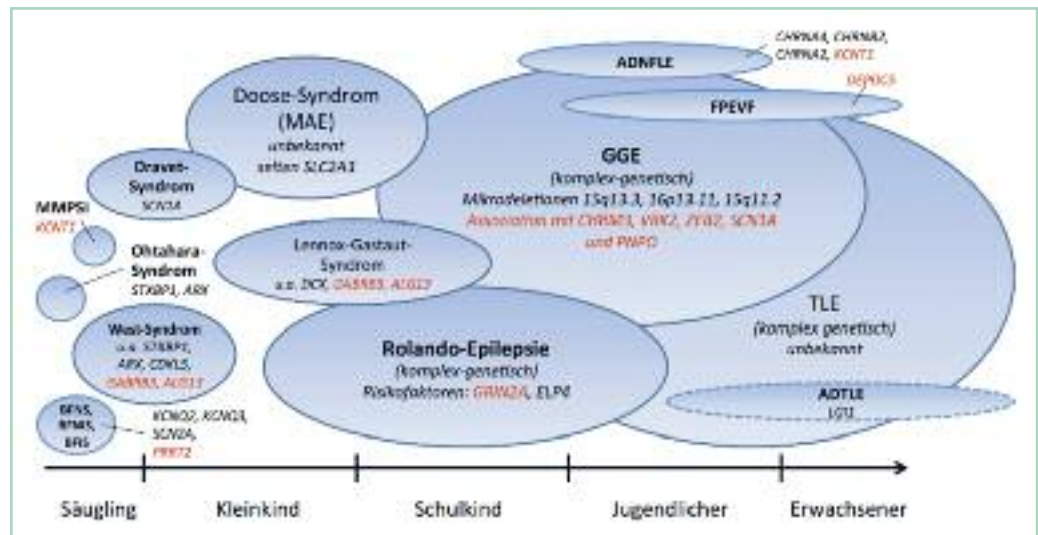 CHRNA4, CHRNB2,
CHRNA2, KCNT1
ADNFLE
DEPDC5
FPEVF
Doose-Syndrom
(MAE)
unbekannt
selten SLC2A1
GGE
(komplex-genetisch)
Mikrodeletionen 15q13.3, 16p13.11, 15q11.2
Assoziation mit CHRM3, VRK2, ZEB2, SCN1A
und PNPO
Dravet-
Syndrom
SCN1A
MMPSI
KCNT1
Ohtahara-
Syndrom
STXBP1, ARX
Lennox-Gastaut-
Syndrom
u.a. DCX, GABRB3, ALG13
TLE
(komplex genetisch)
unbekannt
West-Syndrom
u.a. STXBP1,
ARX, CDKL5,
GABRB3, ALG13
Rolando-Epilepsie
(komplex-genetisch)
Risikofaktoren: GRIN2A, ELP4
ADTLE
LGI1
BFNS,
BFNIS,
BFIS
KCNQ2, KCNQ3,
SCN2A,
PRRT2
Säugling
Kleinkind
Schulkind
Jugendlicher
Erwachsener